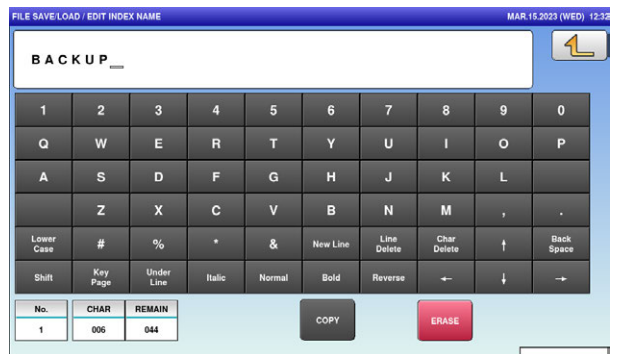 FILE SAVE/LOAD / EDIT INDEX NAME MAR.15.2023 (WED) 12:32
BACKUP_
1 2 3 4 5 6 7 8 9 0
Q W E R T Y U I O P
A S D F G H J K L
Z X C V B N M , .
Lower Case # % * & New Line Line Delete Char Delete ↑ Back Space
Shift Key Page Under Line Italic Normal Bold Reverse ← ↓ →
No. CHAR REMAIN COPY ERASE
1 006 044